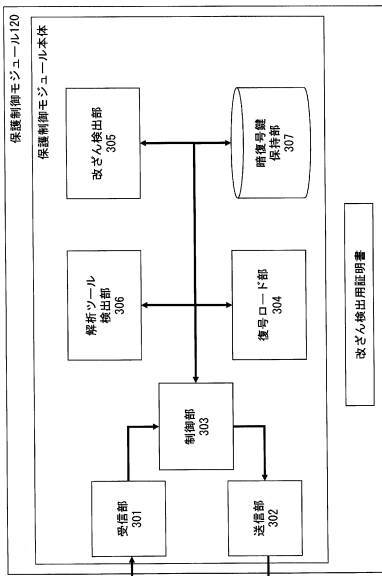 保護制御モジュール120
保護制御モジュール本体
受信部
301
送信部
302
制御部
303
解析ツール
検出部
306
復号ロード部
304
改ざん検出部
305
暗復号鍵
保持部
307
改ざん検出用証明書